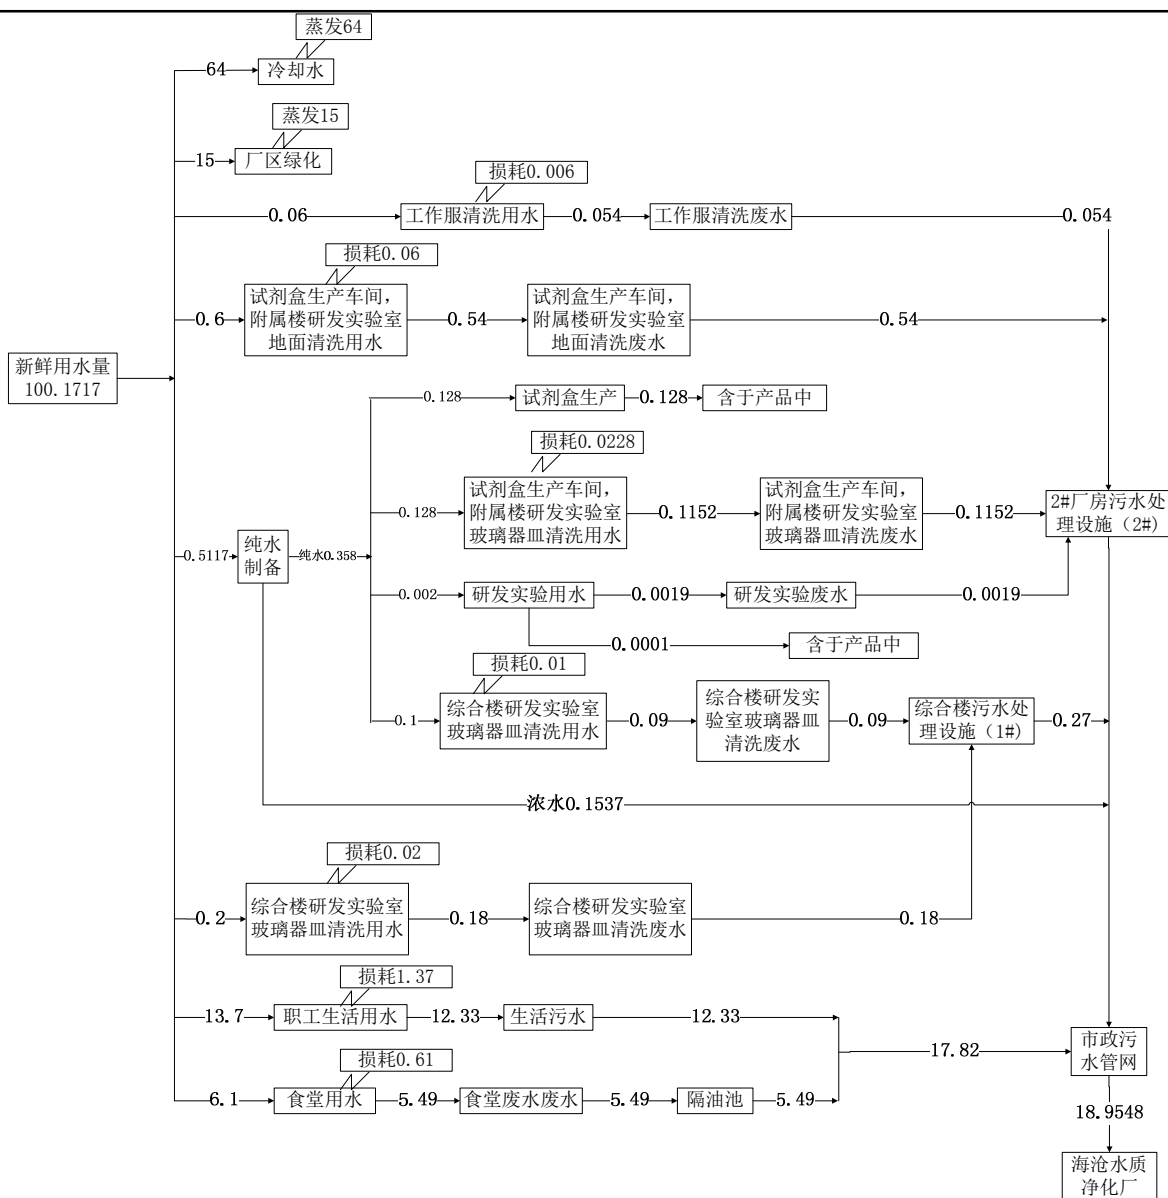 蒸发64
64
冷却水
蒸发15
15
厂区绿化
损耗0.006
0.06
工作服清洗用水
0.054
工作服清洗废水
0.054
损耗0.06
0.6
试剂盒生产车间，
附属楼研发实验室
地面清洗用水
0.54
试剂盒生产车间，
附属楼研发实验室
地面清洗废水
0.54
新鲜用水量
100.1717
0.128
试剂盒生产
0.128
含于产品中
损耗0.0228
0.128
试剂盒生产车间，
附属楼研发实验室
玻璃器皿清洗用水
0.1152
试剂盒生产车间，
附属楼研发实验室
玻璃器皿清洗废水
0.1152
2#厂房污水处
理设施（2#）
0.5117
纯水
制备
纯水0.358
0.002
研发实验用水
0.0019
研发实验废水
0.0019
0.0001
含于产品中
损耗0.01
0.1
综合楼研发实验室
玻璃器皿清洗用水
0.09
综合楼研发实
验室玻璃器皿
清洗废水
0.09
综合楼污水处
理设施（1#）
0.27
浓水0.1537
损耗0.02
0.2
综合楼研发实验室
玻璃器皿清洗用水
0.18
综合楼研发实验室
玻璃器皿清洗废水
0.18
损耗1.37
13.7
职工生活用水
12.33
生活污水
12.33
17.82
市政污
水管网
损耗0.61
6.1
食堂用水
5.49
食堂废水废水
5.49
隔油池
5.49
18.9548
海沧水质
净化厂